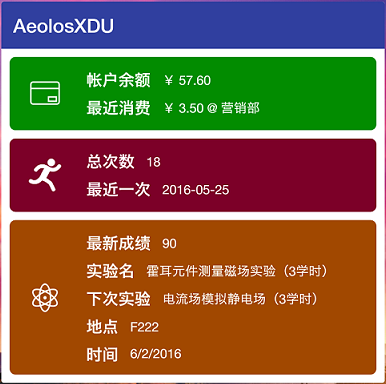 AeolosXDU
帐户余额 ￥ 57.60
最近消费 ￥ 3.50 @ 营销部
总次数 18
最近一次 2016-05-25
最新成绩 90
实验名 霍耳元件测量磁场实验（3学时）
下次实验 电流场模拟静电场（3学时）
地点 F222
时间 6/2/2016